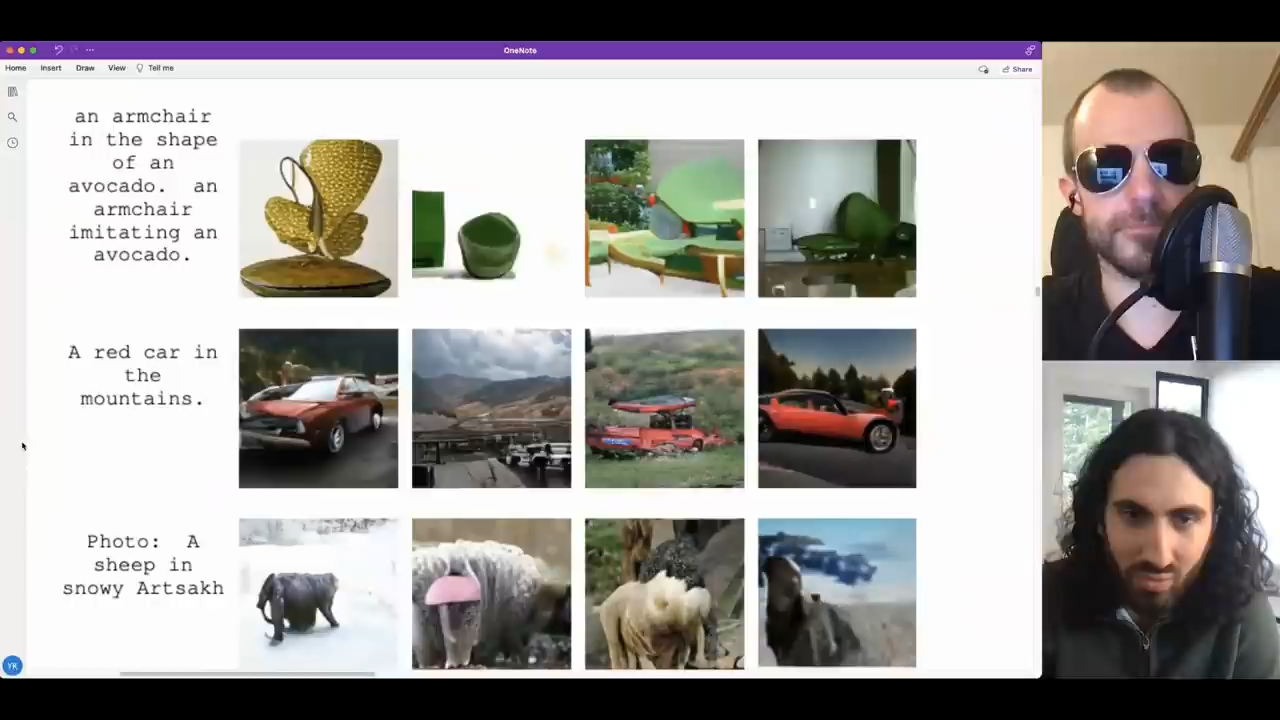 OneNote
Home Insert Draw View Tell me Share
an armchair
in the shape
of an
avocado. an
armchair
imitating an
avocado.
A red car in
the
mountains.
Photo: A
sheep in
snowy Artsakh
YK